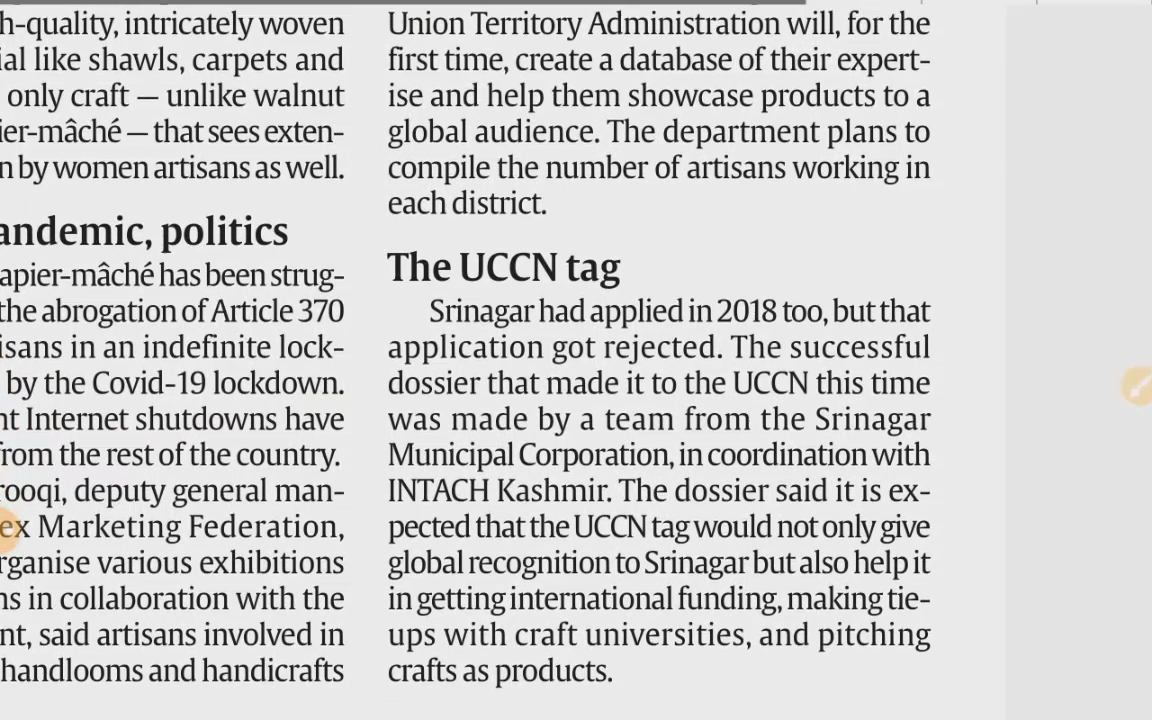 h-quality, intricately woven
ial like shawls, carpets and
only craft — unlike walnut
ier-mâché — that sees exten-
n by women artisans as well.
andemic, politics
apier-mâché has been strug-
the abrogation of Article 370
isans in an indefinite lock-
by the Covid-19 lockdown.
nt Internet shutdowns have
from the rest of the country.
rooqi, deputy general man-
ex Marketing Federation,
rganise various exhibitions
ns in collaboration with the
nt, said artisans involved in
handlooms and handicrafts
Union Territory Administration will, for the
first time, create a database of their expert-
ise and help them showcase products to a
global audience. The department plans to
compile the number of artisans working in
each district.
The UCCN tag
Srinagar had applied in 2018 too, but that
application got rejected. The successful
dossier that made it to the UCCN this time
was made by a team from the Srinagar
Municipal Corporation, in coordination with
INTACH Kashmir. The dossier said it is ex-
pected that the UCCN tag would not only give
global recognition to Srinagar but also help it
in getting international funding, making tie-
ups with craft universities, and pitching
crafts as products.